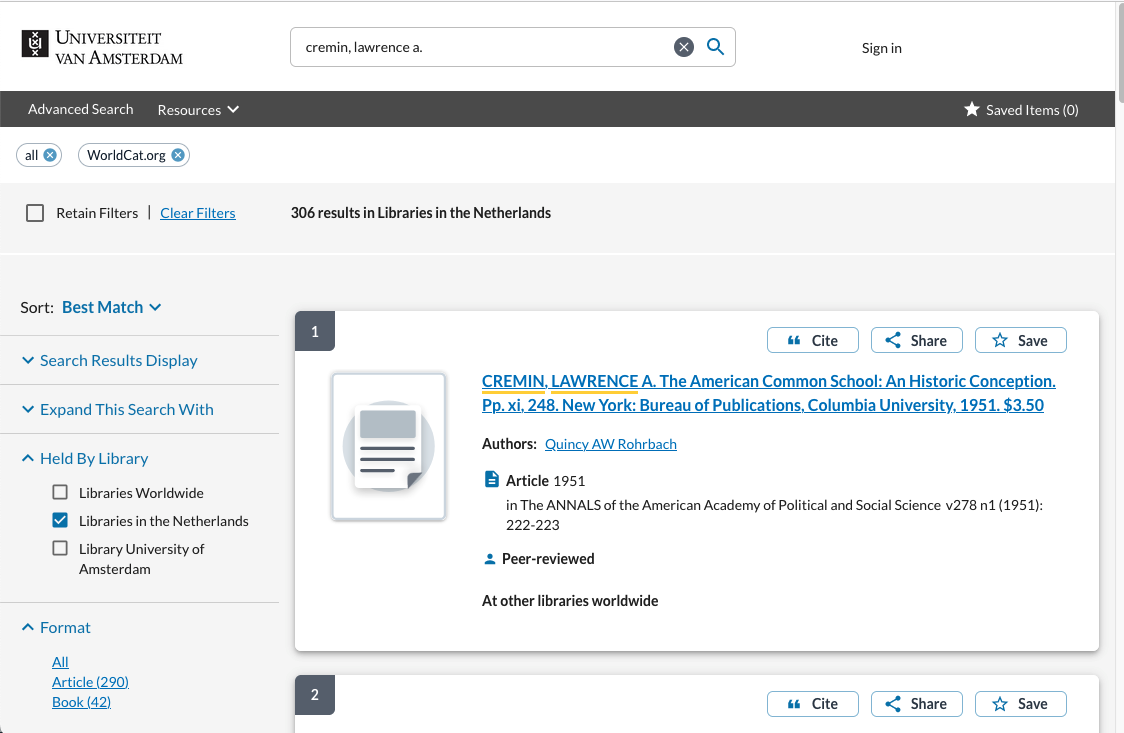 UNIVERSITEIT
VAN AMSTERDAM
cremin, lawrence a.
Sign in
Advanced Search
Resources
Saved Items (0)
all
WorldCat.org
Retain Filters | Clear Filters
306 results in Libraries in the Netherlands
Sort: Best Match
Search Results Display
Expand This Search With
Held By Library
Libraries Worldwide
Libraries in the Netherlands
Library University of
Amsterdam
Format
All
Article (290)
Book (42)
1
Cite
Share
Save
CREMIN, LAWRENCE A. The American Common School: An Historic Conception.
Pp. xi, 248. New York: Bureau of Publications, Columbia University, 1951. $3.50
Authors: Quincy AW Rohrbach
Article 1951
in The ANNALS of the American Academy of Political and Social Science v278 n1 (1951):
222-223
Peer-reviewed
At other libraries worldwide
2
Cite
Share
Save